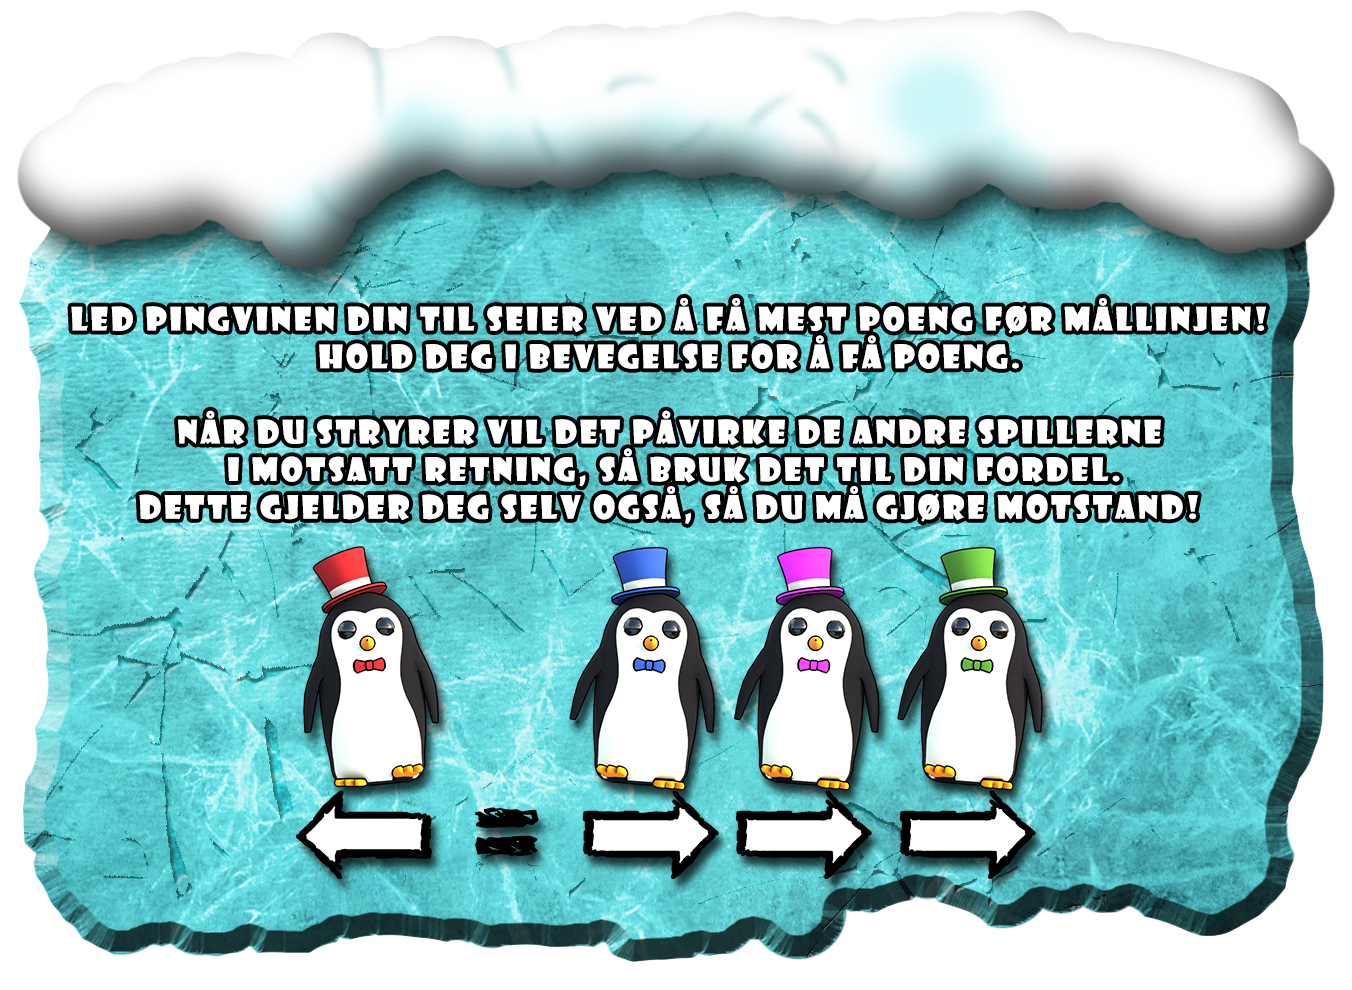 LED PINGVINEN DIN TIL SEIER VED Å FÅ MEST POENG FØR MÅLLINJEN!
HOLD DEG I BEVEGELSE FOR Å FÅ POENG.
NÅR DU STRYRER VIL DET PÅVIRKE DE ANDRE SPILLERNE
I MOTSATT RETNING, SÅ BRUK DET TIL DIN FORDEL.
DETTE GJELDER DEG SELV OGSÅ, SÅ DU MÅ GJØRE MOTSTAND!
=